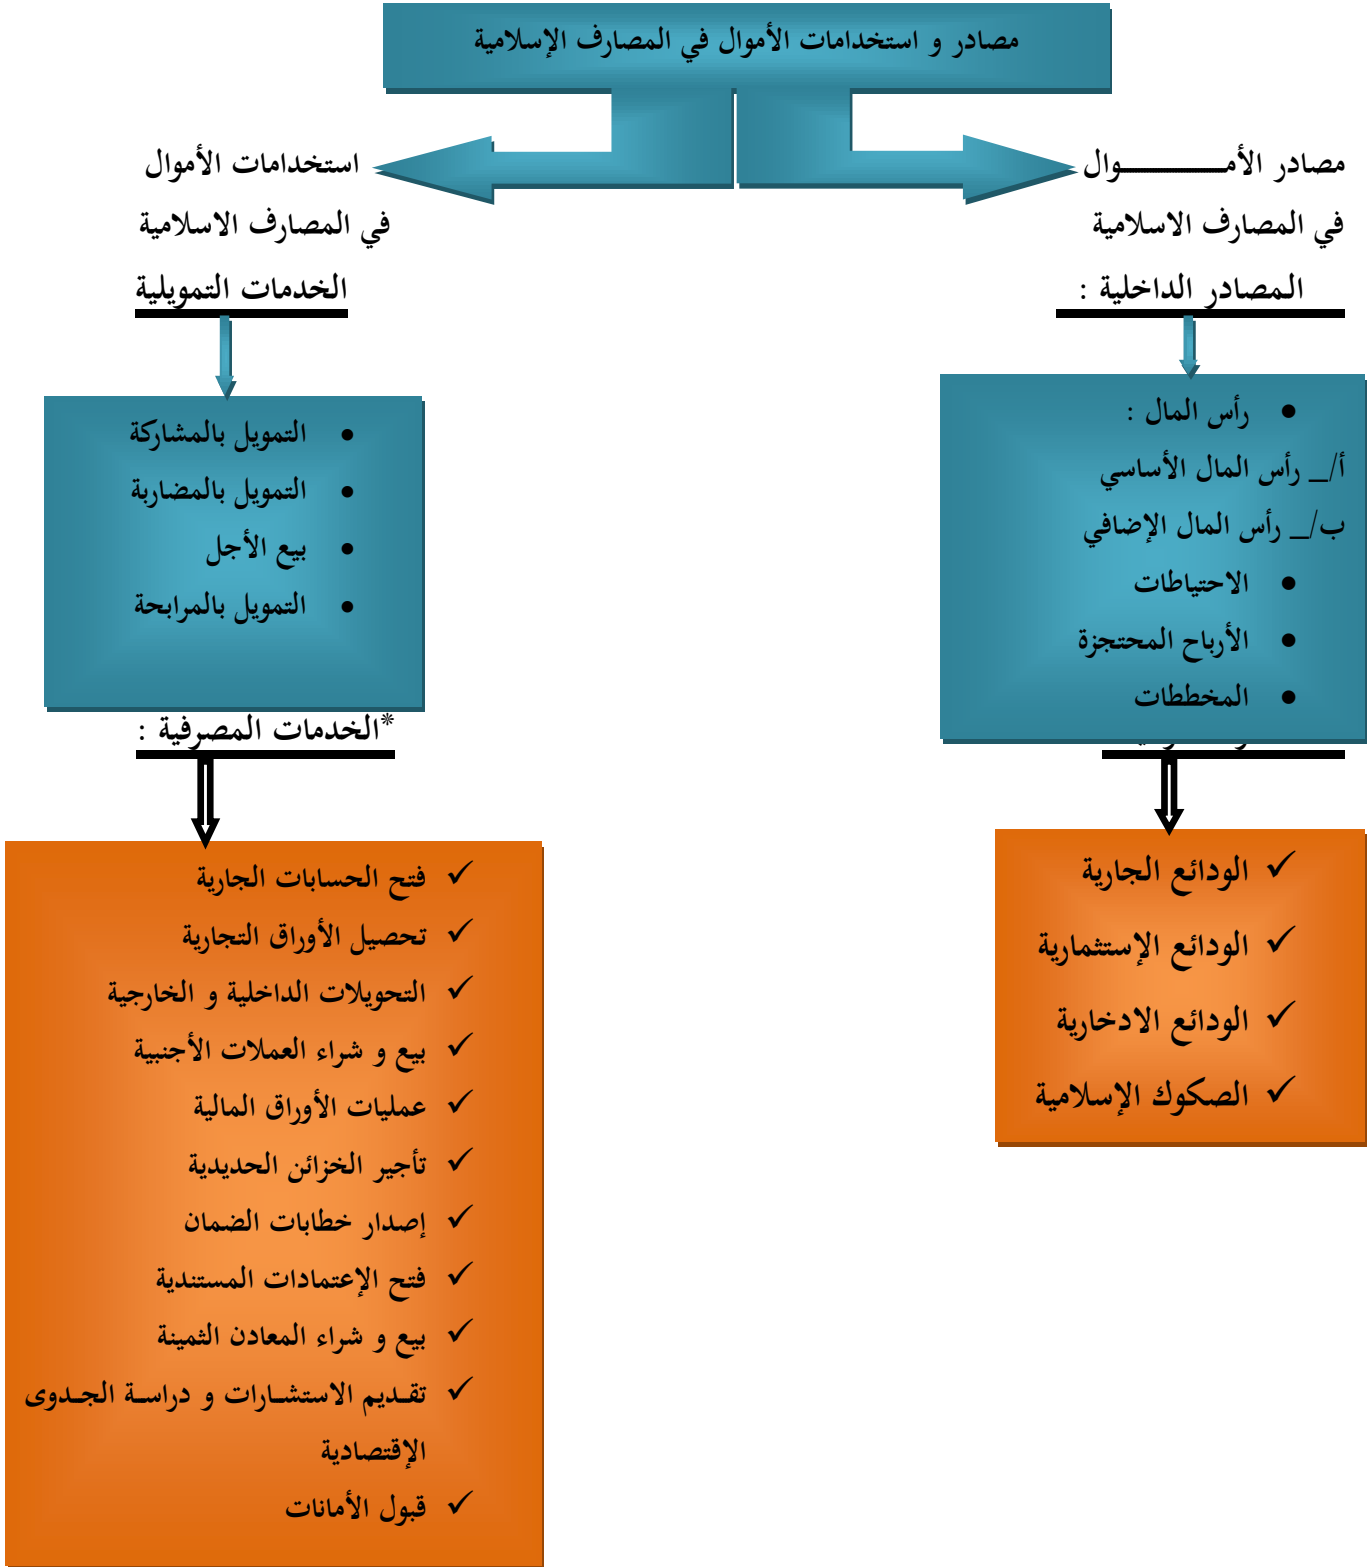 مصادر و استخدامات الأموال في المصارف الإسلامية
مصادر الأمـــــــــوال
في المصارف الاسلامية
المصادر الداخلية :
• رأس المال :
أ/_ رأس المال الأساسي
ب/_ رأس المال الإضافي
• الاحتياطات
• الأرباح المحتجزة
• المخططات
✓ الودائع الجارية
✓ الودائع الإستثمارية
✓ الودائع الادخارية
✓ الصكوك الإسلامية
استخدامات الأموال
في المصارف الاسلامية
الخدمات التمويلية
• التمويل بالمشاركة
• التمويل بالمضاربة
• بيع الأجل
• التمويل بالمرابحة
*الخدمات المصرفية :
✓ فتح الحسابات الجارية
✓ تحصيل الأوراق التجارية
✓ التحويلات الداخلية و الخارجية
✓ بيع و شراء العملات الأجنبية
✓ عمليات الأوراق المالية
✓ تأجير الخزائن الحديدية
✓ إصدار خطابات الضمان
✓ فتح الإعتمادات المستندية
✓ بيع و شراء المعادن الثمينة
✓ تقـديم الاستشـارات و دراسـة الجـدوى
الإقتصادية
✓ قبول الأمانات